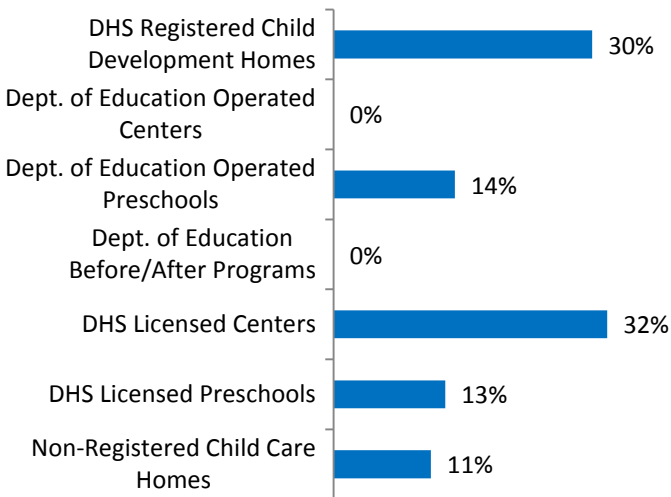 DHS Registered Child
Development Homes
30%
Dept. of Education Operated
Centers
0%
Dept. of Education Operated
Preschools
14%
Dept. of Education
Before/After Programs
0%
DHS Licensed Centers
32%
DHS Licensed Preschools
13%
Non-Registered Child Care
Homes
11%